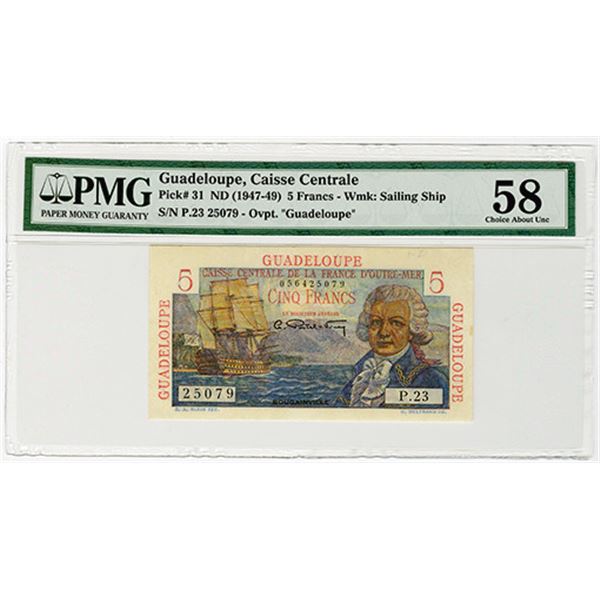 PMG
PAPER MONEY GUARANTY
Guadeloupe, Caisse Centrale
Pick# 31 ND (1947-49) 5 Francs - Wmk: Sailing Ship
S/N P.23 25079 - Ovpt. "Guadeloupe"
58
Choice About Unc
GUADELOUPE
CAISSE CENTRALE DE LA FRANCE D'OUTRE-MER
5
056425079
5
CINQ FRANCS
GUADELOUPE
GUADELOUPE
25079
BOUGAINVILLE
P.23